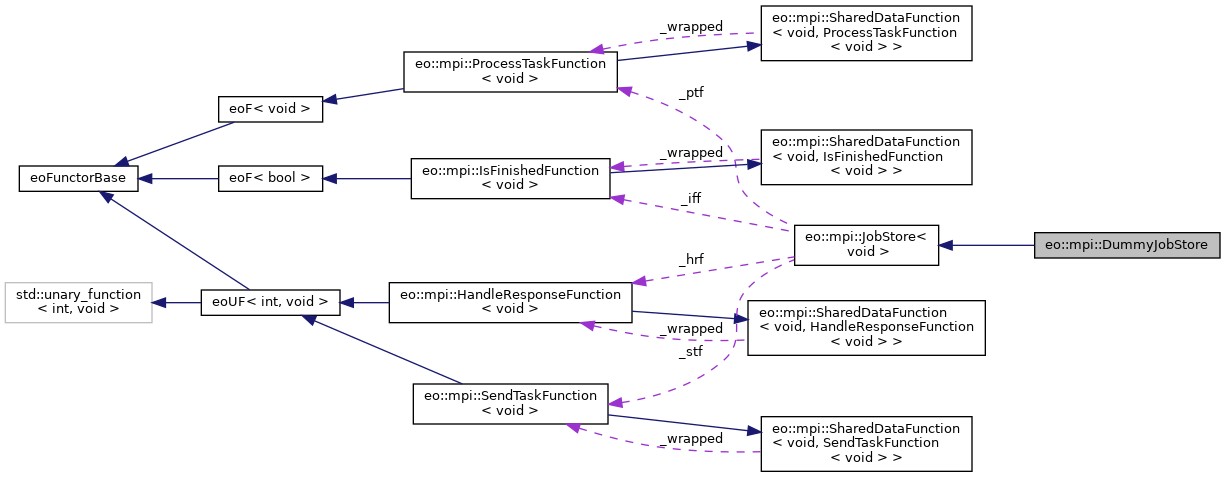 eo::mpi::SharedDataFunction
< void, ProcessTaskFunction
< void > >
_wrapped
eo::mpi::ProcessTaskFunction
< void >
_ptf
eoF< void >
eo::mpi::SharedDataFunction
< void, IsFinishedFunction
< void > >
_wrapped
eoFunctorBase
eoF< bool >
eo::mpi::IsFinishedFunction
< void >
_iff
eo::mpi::JobStore<
void >
eo::mpi::DummyJobStore
_hrf
std::unary_function
< int, void >
eoUF< int, void >
eo::mpi::HandleResponseFunction
< void >
eo::mpi::SharedDataFunction
< void, HandleResponseFunction
< void > >
_wrapped
_stf
eo::mpi::SendTaskFunction
< void >
eo::mpi::SharedDataFunction
< void, SendTaskFunction
< void > >
_wrapped